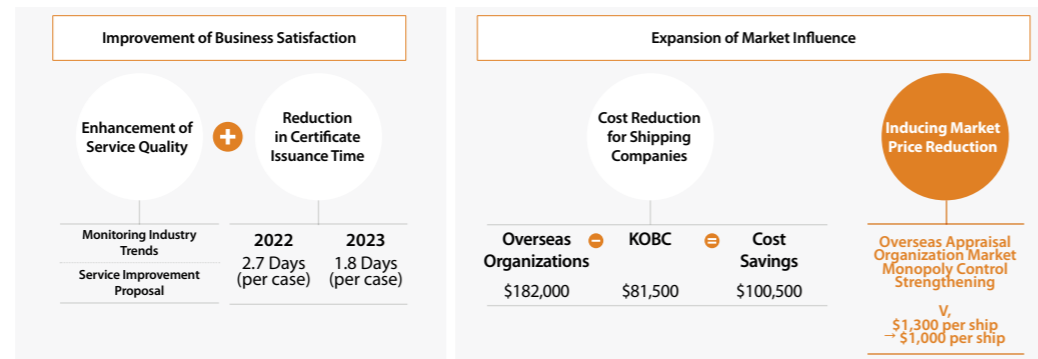 Improvement of Business Satisfaction
Enhancement of
Service Quality
+
Reduction
in Certificate
Issuance Time
Monitoring Industry
Trends
Service Improvement
Proposal
2022
2023
2.7 Days
(per case)
1.8 Days
(per case)
Expansion of Market Influence
Cost Reduction
for Shipping
Companies
Overseas
Organizations
−
KOBC
=
Cost
Savings
$182,000
$81,500
$100,500
Inducing Market
Price Reduction
Overseas Appraisal
Organization Market
Monopoly Control
Strengthening
V,
$1,300 per ship
→ $1,000 per ship